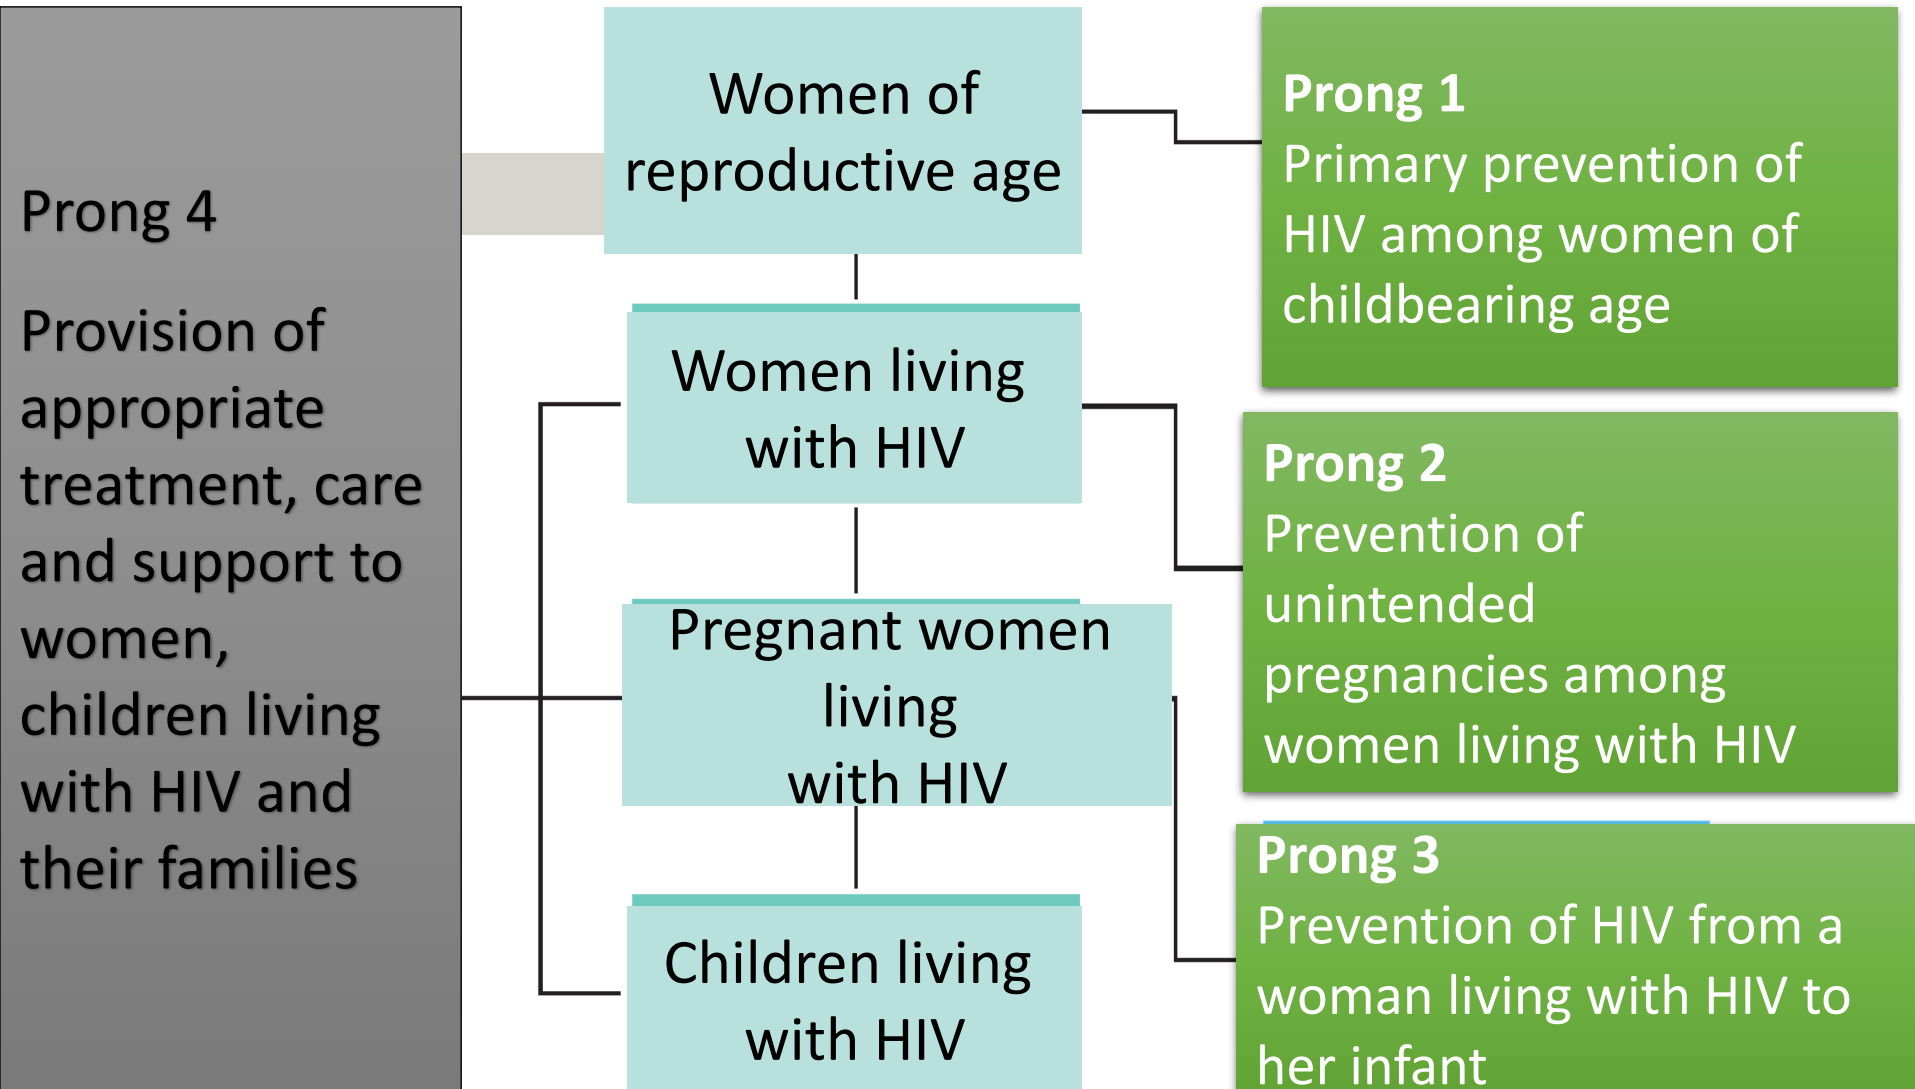 Prong 4
Provision of
appropriate
treatment, care
and support to
women,
children living
with HIV and
their families
Women of
reproductive age
Women living
with HIV
Pregnant women
living
with HIV
Children living
with HIV
Prong 1
Primary prevention of
HIV among women of
childbearing age
Prong 2
Prevention of
unintended
pregnancies among
women living with HIV
Prong 3
Prevention of HIV from a
woman living with HIV to
her infant